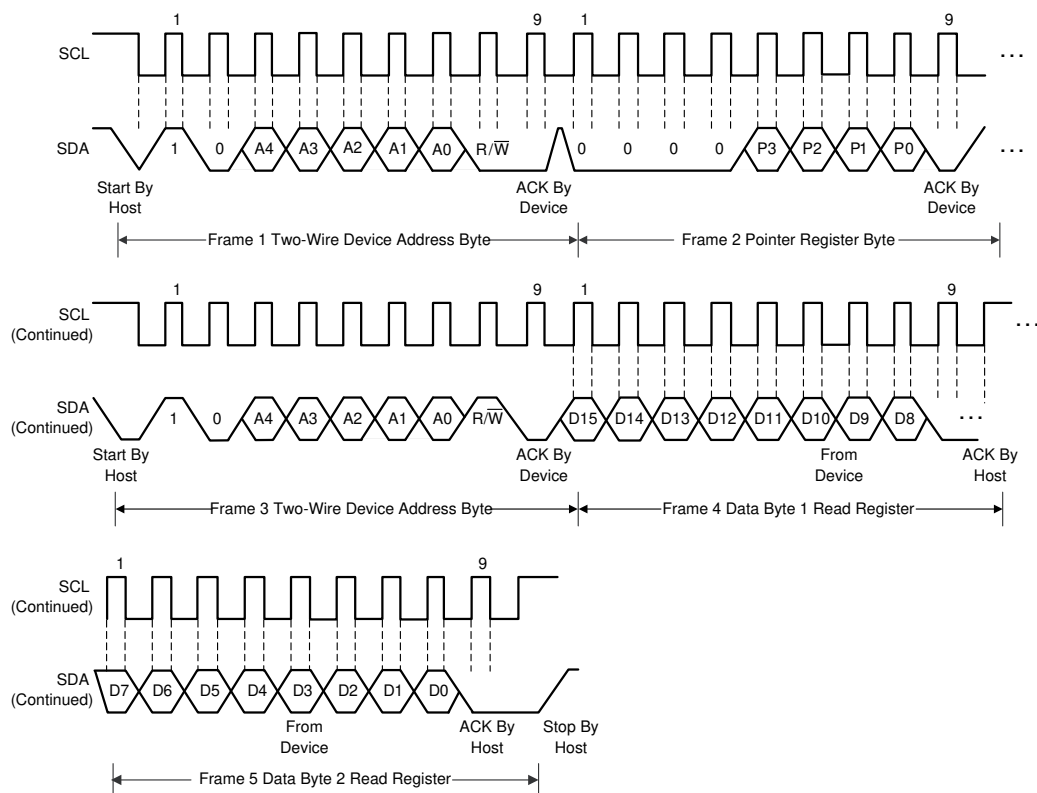 1 9 1 9
SCL ...
SDA 1 0 A4 A3 A2 A1 A0 R/W̅ 0 0 0 0 P3 P2 P1 P0 ...
Start By Host
ACK By Device
ACK By Device
Frame 1 Two-Wire Device Address Byte
Frame 2 Pointer Register Byte
1 9 1 9
SCL (Continued) ...
SDA (Continued) 1 0 A4 A3 A2 A1 A0 R/W̅ D15 D14 D13 D12 D11 D10 D9 D8 ...
Start By Host
ACK By Device
From Device
ACK By Host
Frame 3 Two-Wire Device Address Byte
Frame 4 Data Byte 1 Read Register
1 9
SCL (Continued)
SDA (Continued) D7 D6 D5 D4 D3 D2 D1 D0
From Device
ACK By Host
Stop By Host
Frame 5 Data Byte 2 Read Register